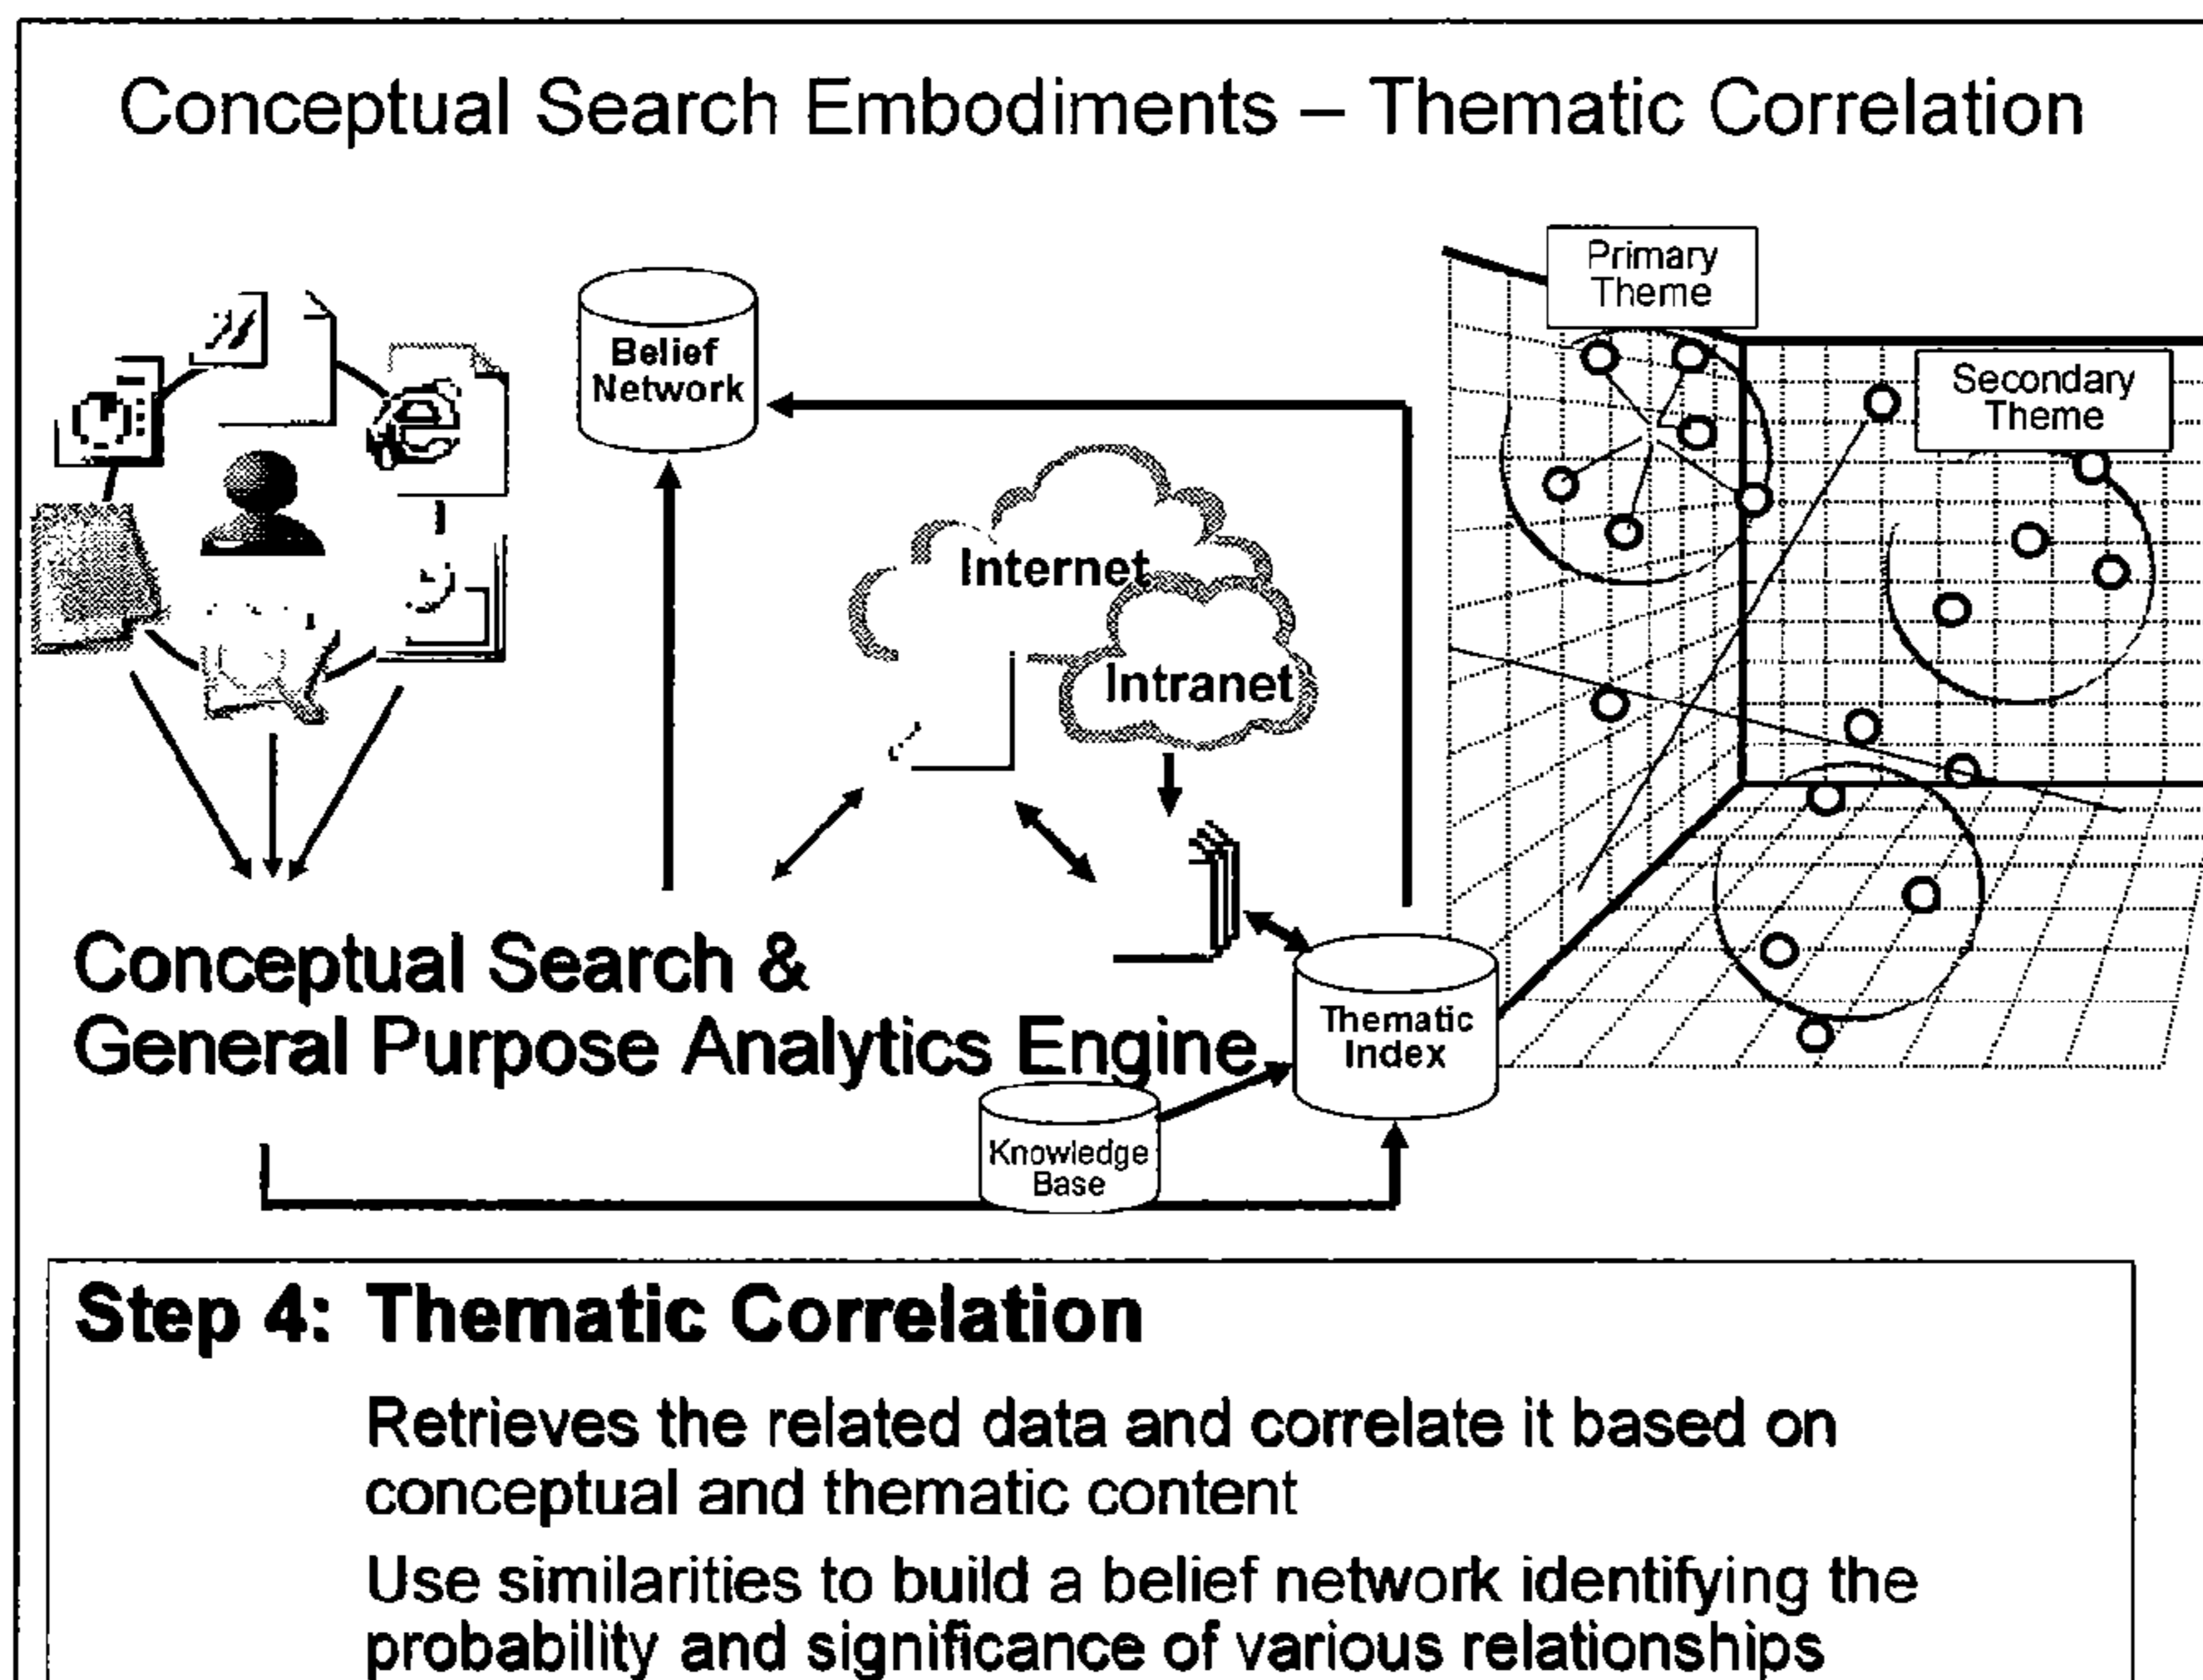 Conceptual Search Embodiments – Thematic Correlation
Primary
Theme
Belief
Network
Secondary
Theme
Internet
Intranet
Conceptual Search &
General Purpose Analytics Engine
Thematic
Index
Knowledge
Base
Step 4: Thematic Correlation
Retrieves the related data and correlate it based on
conceptual and thematic content
Use similarities to build a belief network identifying the
probability and significance of various relationships